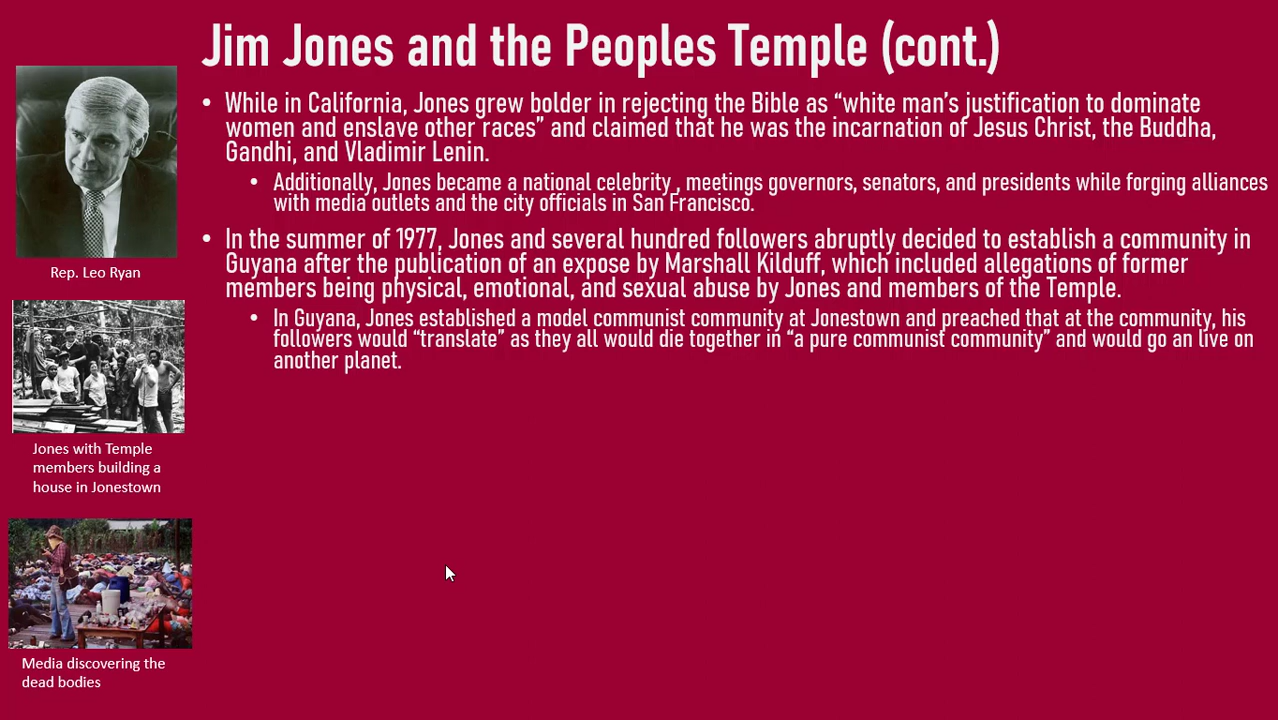 Jim Jones and the Peoples Temple (cont.)
• While in California, Jones grew bolder in rejecting the Bible as “white man’s justification to dominate
women and enslave other races” and claimed that he was the incarnation of Jesus Christ, the Buddha,
Gandhi, and Vladimir Lenin.
• Additionally, Jones became a national celebrity , meetings governors, senators, and presidents while forging alliances
with media outlets and the city officials in San Francisco.
• In the summer of 1977, Jones and several hundred followers abruptly decided to establish a community in
Guyana after the publication of an expose by Marshall Kilduff, which included allegations of former
members being physical, emotional, and sexual abuse by Jones and members of the Temple.
• In Guyana, Jones established a model communist community at Jonestown and preached that at the community, his
followers would “translate” as they all would die together in “a pure communist community” and would go an live on
another planet.
Rep. Leo Ryan
Jones with Temple
members building a
house in Jonestown
Media discovering the
dead bodies